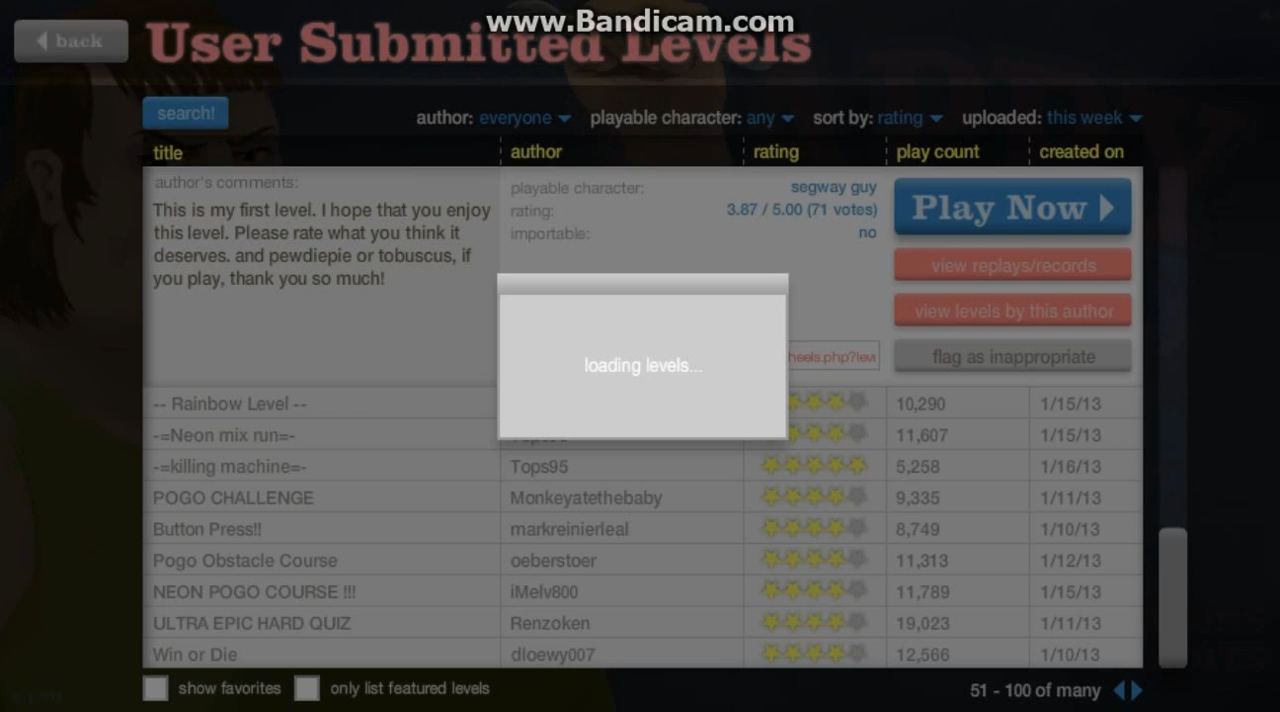 www.Bandicam.com
back
User Submitted Levels
search!
author: everyone playable character: any sort by: rating uploaded: this week
title author rating play count created on
author's comments:
This is my first level. I hope that you enjoy
this level. Please rate what you think it
deserves. and pewdiepie or tobuscus, if
you play, thank you so much!
playable character: segway guy
rating: 3.87 / 5.00 (71 votes)
importable: no
Play Now
view replays/records
view levels by this author
heels.php?leve
flag as inappropriate
loading levels...
-- Rainbow Level -- 10,290 1/15/13
-=Neon mix run=- 11,607 1/15/13
-=killing machine=- Tops95 5,258 1/16/13
POGO CHALLENGE Monkeyatethebaby 9,335 1/11/13
Button Press!! markreinierleal 8,749 1/10/13
Pogo Obstacle Course oeberstoer 11,313 1/12/13
NEON POGO COURSE !!! iMelv800 11,789 1/15/13
ULTRA EPIC HARD QUIZ Renzoken 19,023 1/11/13
Win or Die dloewy007 12,566 1/10/13
show favorites only list featured levels 51 - 100 of many